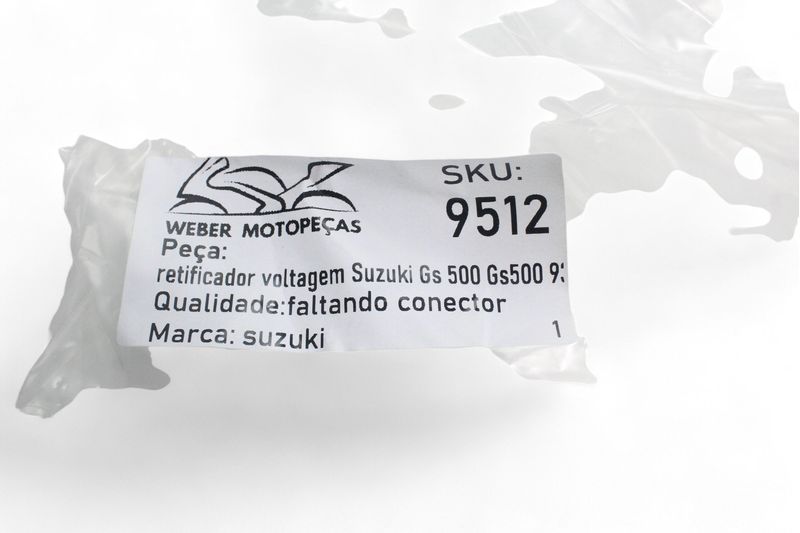 WEBER MOTOPEÇAS
SKU:
9512
Peça:
retificador voltagem Suzuki Gs 500 Gs500
Qualidade:faltando conector
Marca: suzuki
1